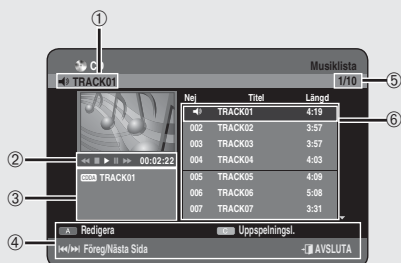 ①
CD Musiklista
TRACK01 1/10 ⑤
Nej Titel Längd
TRACK01 4:19 ⑥
002 TRACK02 3:57
003 TRACK03 3:57
004 TRACK04 4:03
② 00:02:22
CDDA TRACK01
005 TRACK05 4:09
006 TRACK06 5:08
③
007 TRACK07 3:31
④
A Redigera C Uppspelningsl.
Föreg/Nästa Sida AVSLUTA